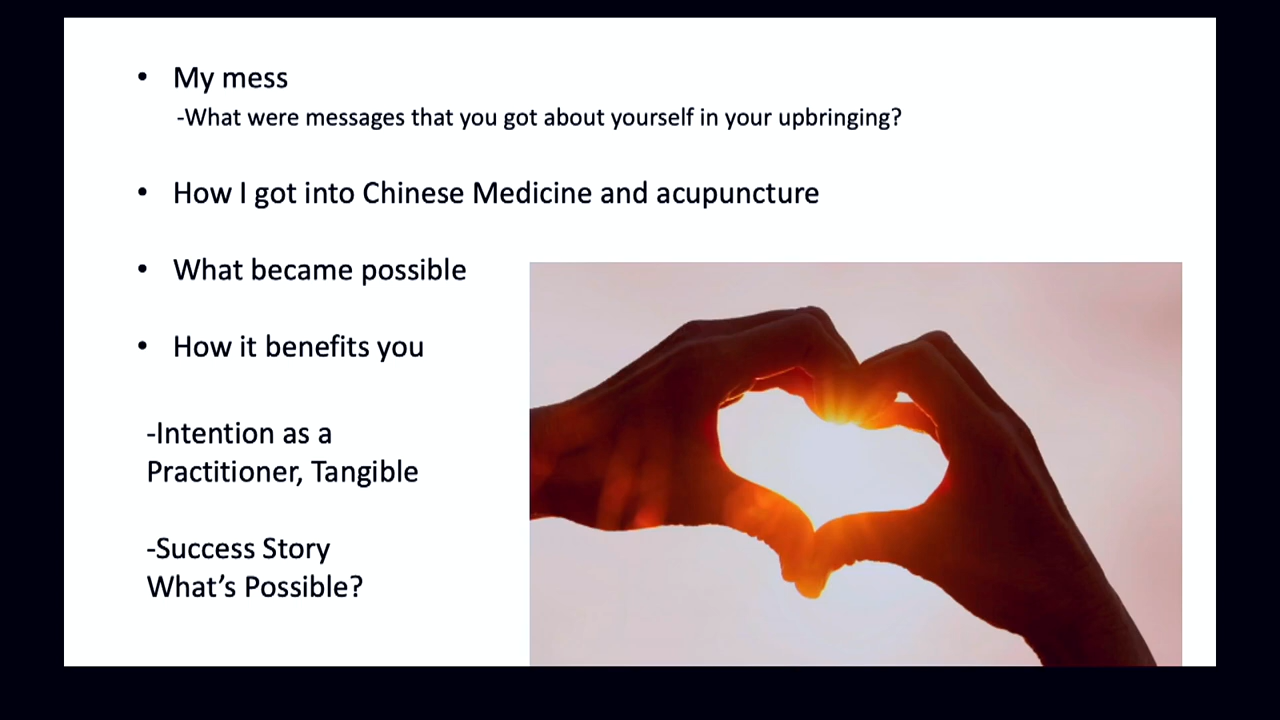 • My mess
-What were messages that you got about yourself in your upbringing?
• How I got into Chinese Medicine and acupuncture
• What became possible
• How it benefits you
-Intention as a
Practitioner, Tangible
-Success Story
What's Possible?